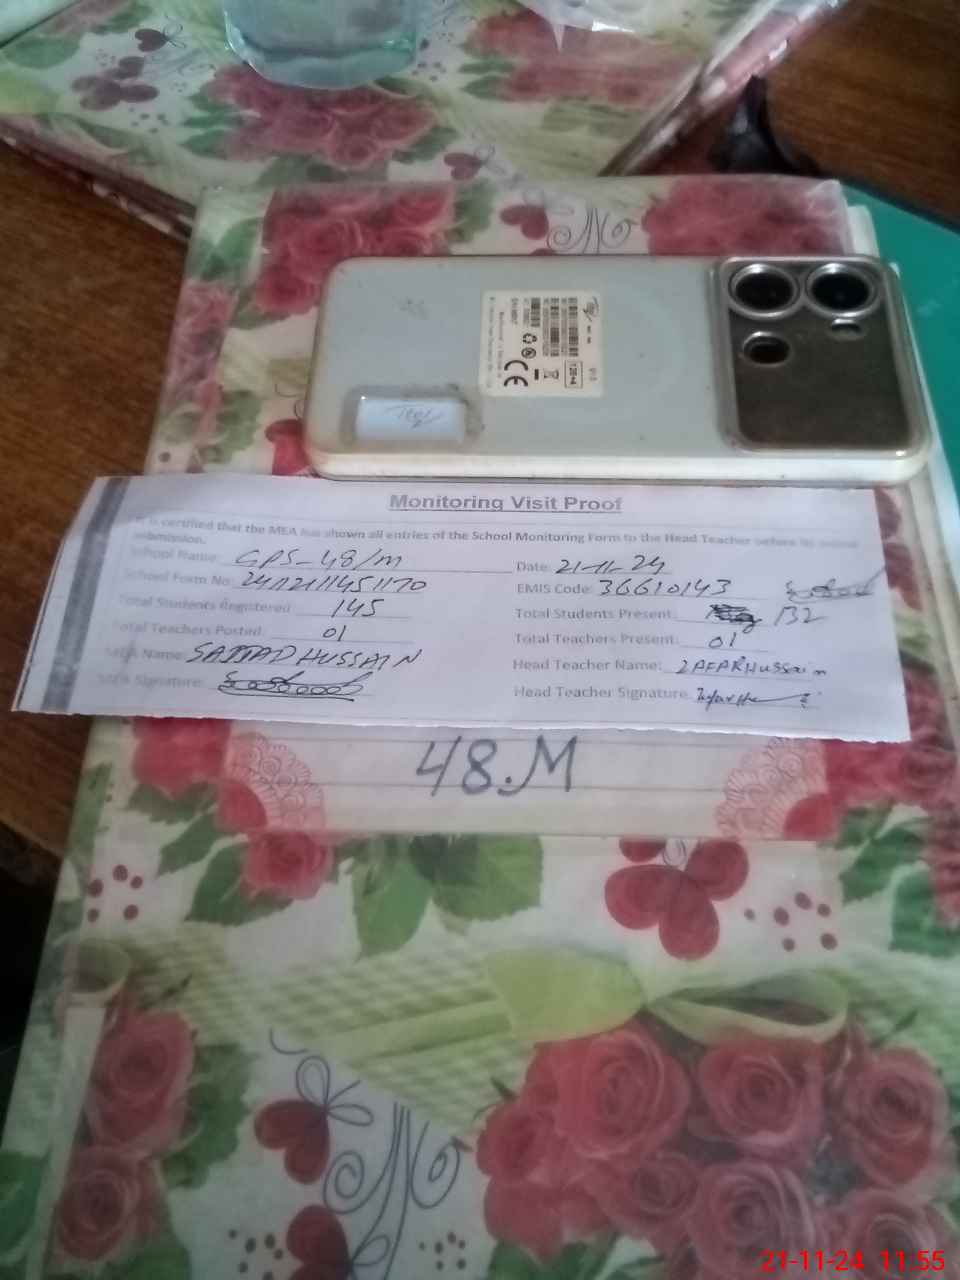 Itel
CE
Itel
Monitoring Visit Proof
It is certified that the MEA has shown all entries of the School Monitoring Form to the Head Teacher before its online
submission.
School Name: GPS-48/M Date: 21-11-24
School Form No: EMIS Code: 36610143
Total Students Registered 145 Total Students Present: 132
Total Teachers Posted: 01 Total Teachers Present: 01
MEA Name: SAJJAD HUSSAIN Head Teacher Name: ZAFAR Hussain
MEA Signature: Head Teacher Signature:
48.M
21-11-24 11:55